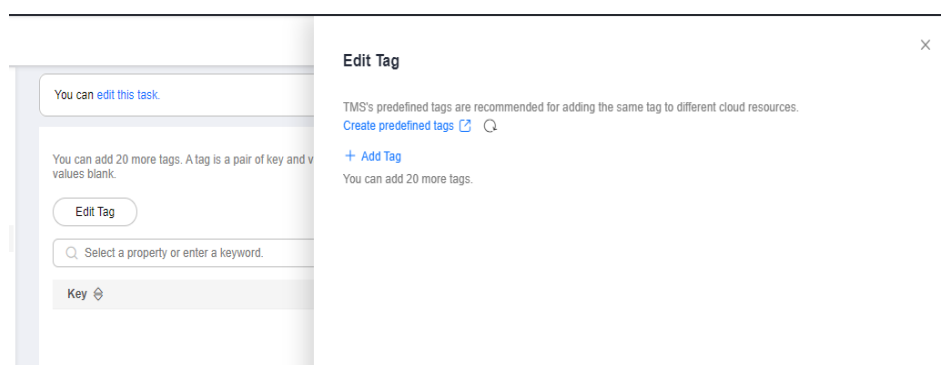 You can edit this task.
You can add 20 more tags. A tag is a pair of key and v
values blank.
Edit Tag
Select a property or enter a keyword.
Key
Edit Tag
TMS's predefined tags are recommended for adding the same tag to different cloud resources.
Create predefined tags
+ Add Tag
You can add 20 more tags.